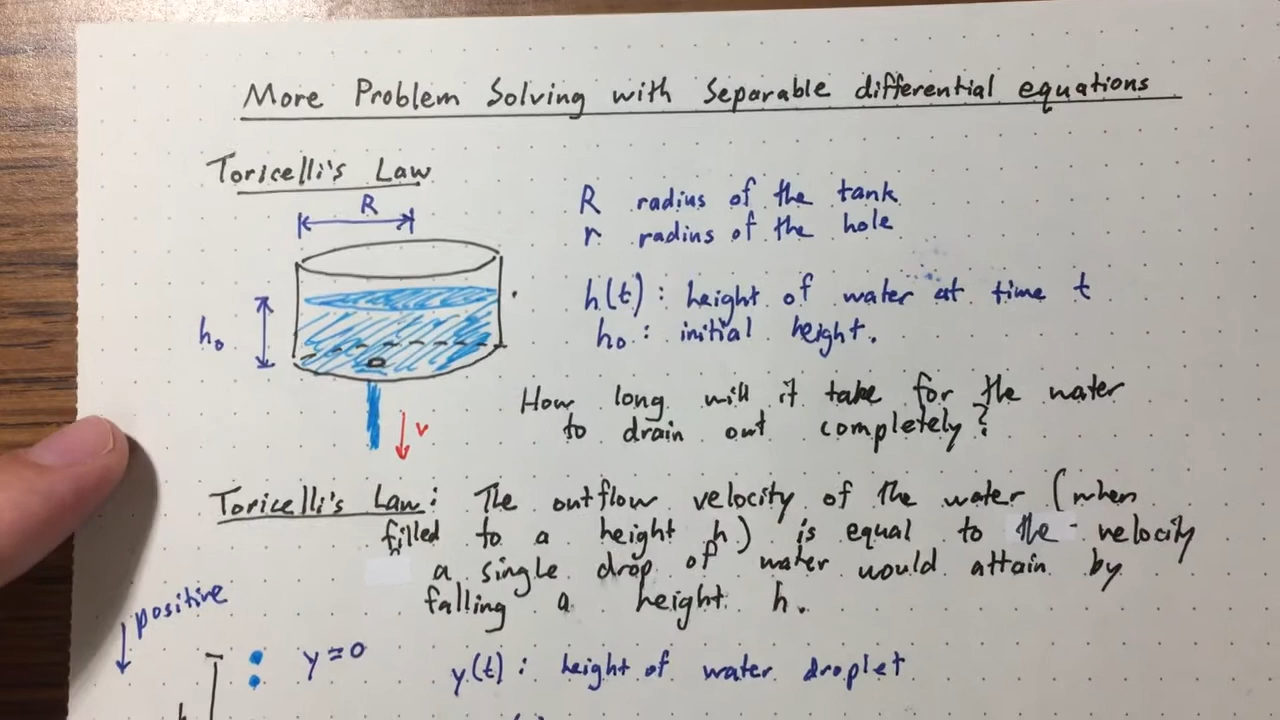 More Problem Solving with Separable differential equations
Toricelli's Law
R
R radius of the tank
r radius of the hole
h(t) : height of water at time t
h₀ : initial height.
h₀
How long will it take for the water
to drain out completely?
v
Toricelli's Law: The outflow velocity of the water (when
filled to a height h) is equal to the velocity
a single drop of water would attain by
falling a height h.
positive
y=0
y(t) : height of water droplet
h